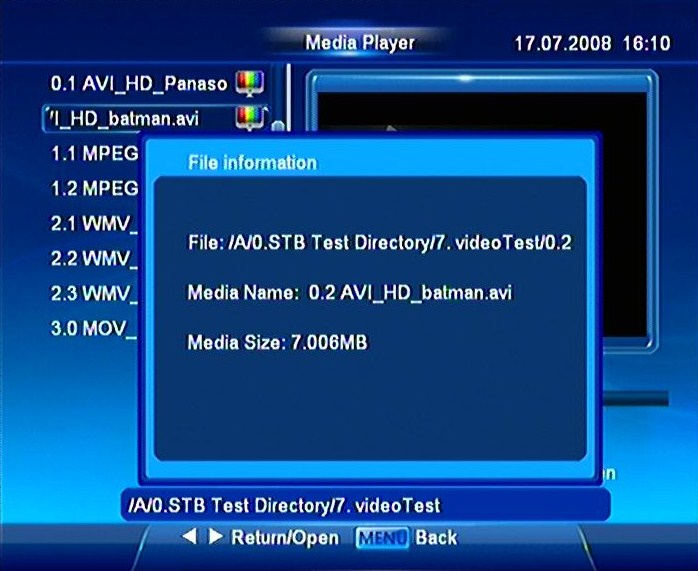 Media Player
17.07.2008 16:10
0.1 AVI_HD_Panaso
I_HD_batman.avi
1.1 MPEG
1.2 MPEG
2.1 WMV_
2.2 WMV_
2.3 WMV_
3.0 MOV_
File information
File: /A/0.STB Test Directory/7. videoTest/0.2
Media Name: 0.2 AVI_HD_batman.avi
Media Size: 7.006MB
/A/0.STB Test Directory/7. videoTest
Return/Open MENU Back